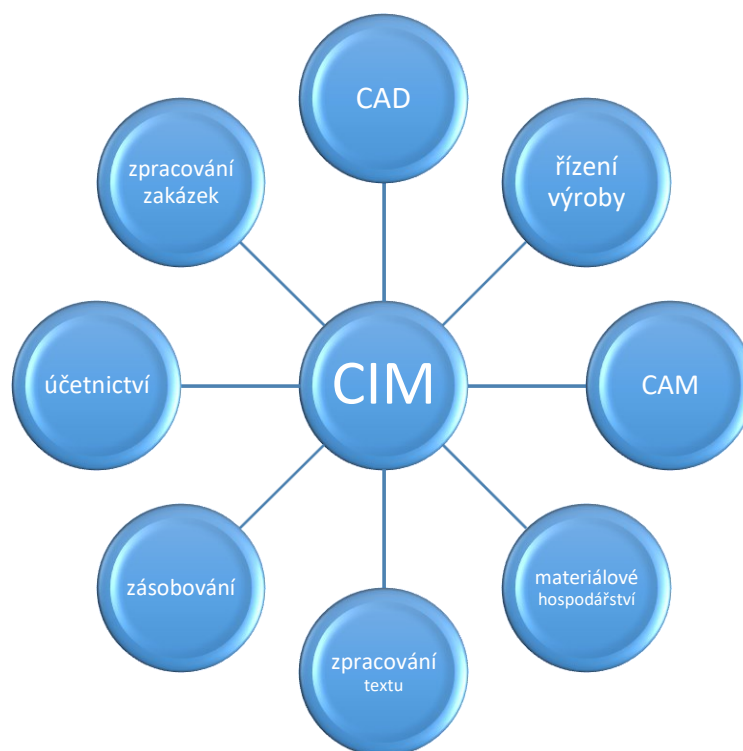 CAD
zpracování
zakázek
řízení
výroby
účetnictví
CIM
CAM
zásobování
materiálové
hospodářství
zpracování
textu